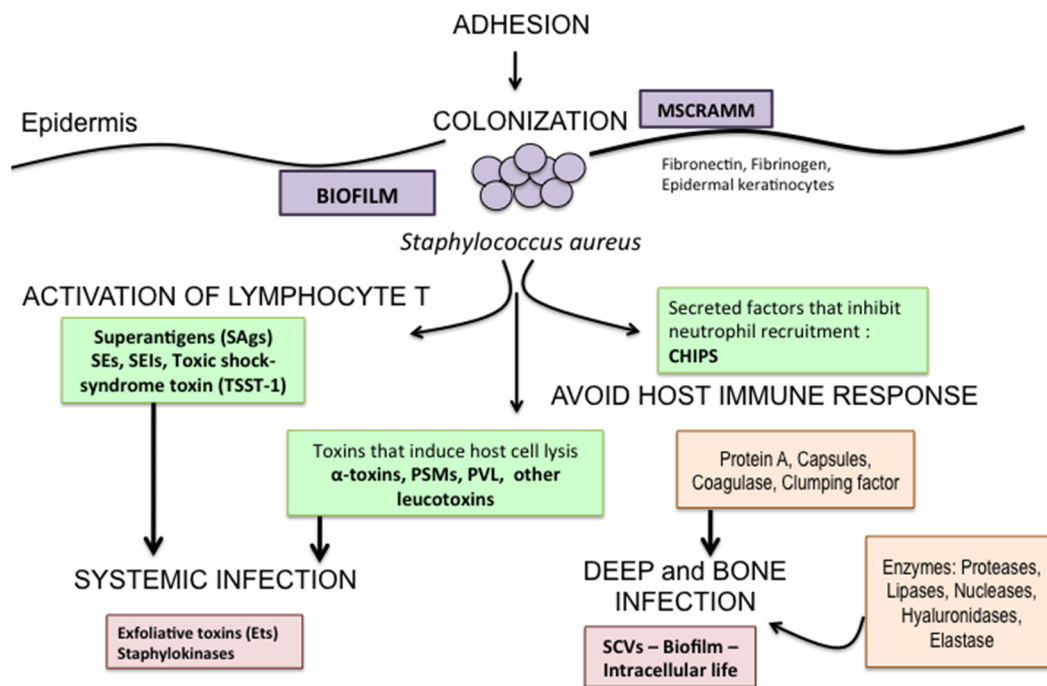 ADHESION
Epidermis
COLONIZATION
MSCRAMM
Fibronectin, Fibrinogen,
Epidermal keratinocytes
BIOFILM
Staphylococcus aureus
ACTIVATION OF LYMPHOCYTE T
Superantigens (SAgs)
SEs, SEIs, Toxic shock-
syndrome toxin (TSST-1)
Secreted factors that inhibit
neutrophil recruitment :
CHIPS
AVOID HOST IMMUNE RESPONSE
Toxins that induce host cell lysis
α-toxins, PSMs, PVL, other
leucotoxins
Protein A, Capsules,
Coagulase, Clumping factor
SYSTEMIC INFECTION
Exfoliative toxins (Ets)
Staphylokinases
DEEP and BONE
INFECTION
SCVs – Biofilm –
Intracellular life
Enzymes: Proteases,
Lipases, Nucleases,
Hyaluronidases,
Elastase